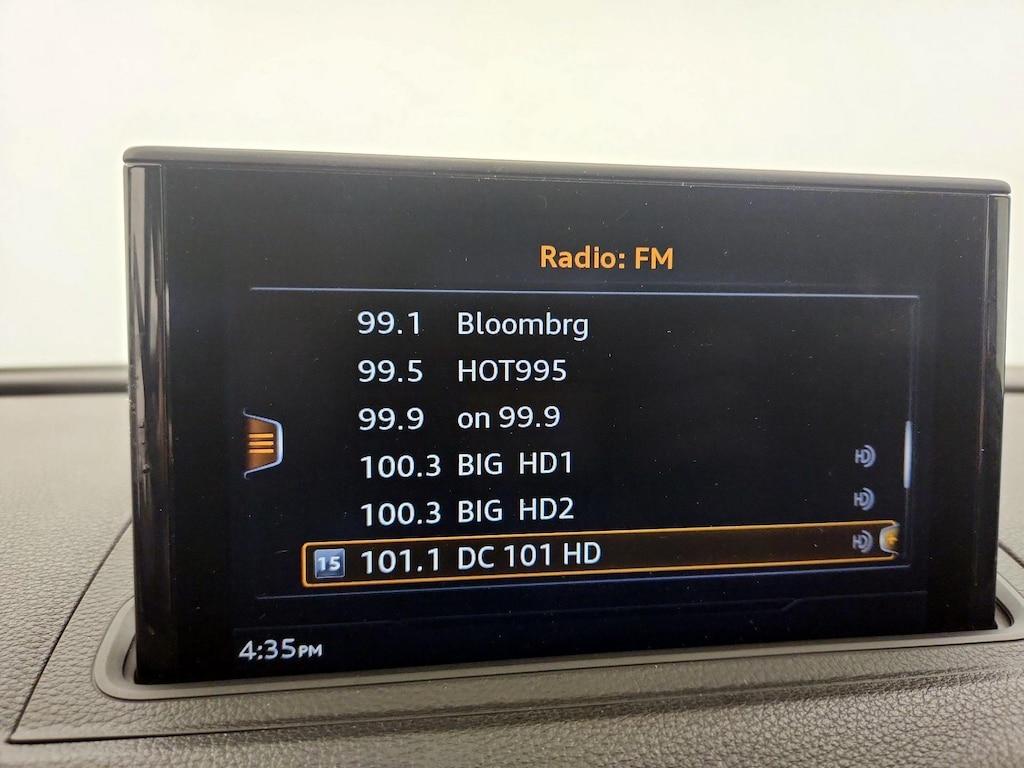 Radio: FM
99.1 Bloombrg
99.5 HOT995
99.9 on 99.9
100.3 BIG HD1
100.3 BIG HD2
15 101.1 DC 101 HD
4:35PM